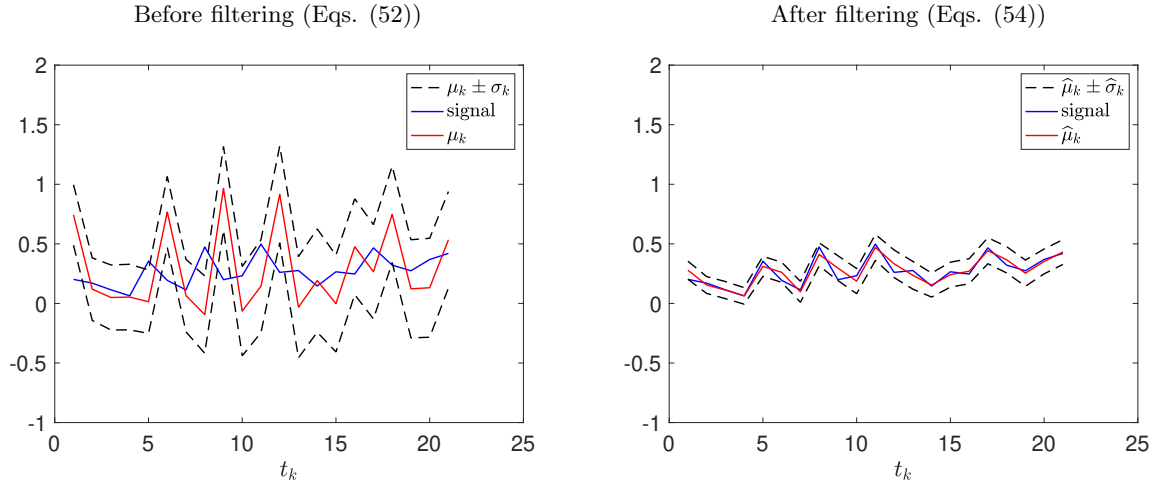 Before filtering (Eqs. (52))
2
1.5
1
0.5
0
-0.5
-1
0 5 10 15 20 25
t_k
μ_k ± σ_k
signal
μ_k
After filtering (Eqs. (54))
2
1.5
1
0.5
0
-0.5
-1
0 5 10 15 20 25
t_k
μ̂_k ± σ̂_k
signal
μ̂_k